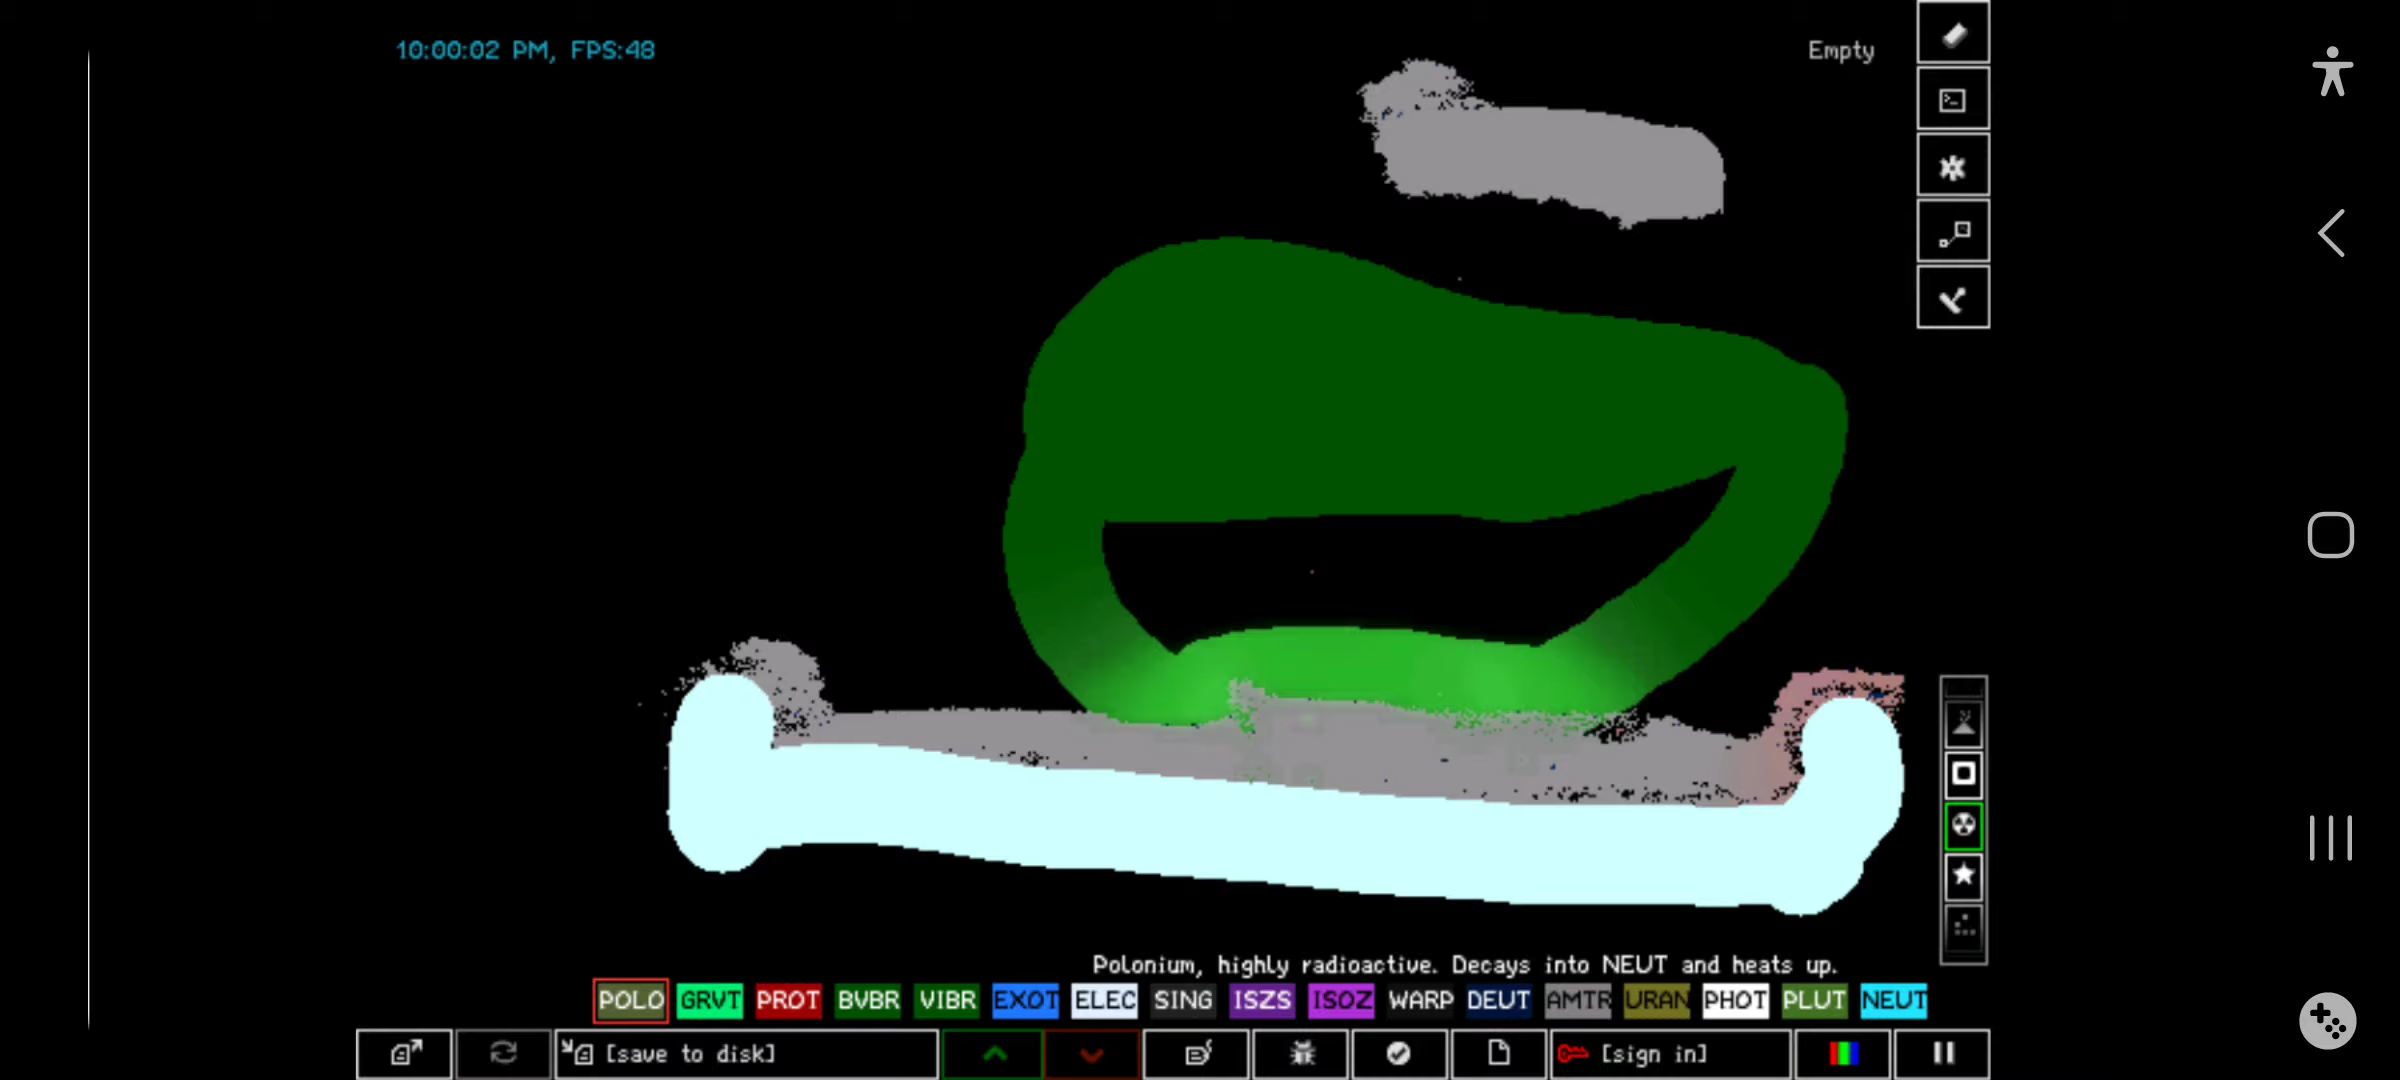 10:00:02 PM, FPS:48
Empty
Polonium, highly radioactive. Decays into NEUT and heats up.
POLO GRVT PROT BVBR VIBR EXOT ELEC SING ISZS ISOZ WARP DEUT AMTR URAN PHOT PLUT NEUT
[save to disk] [sign in]